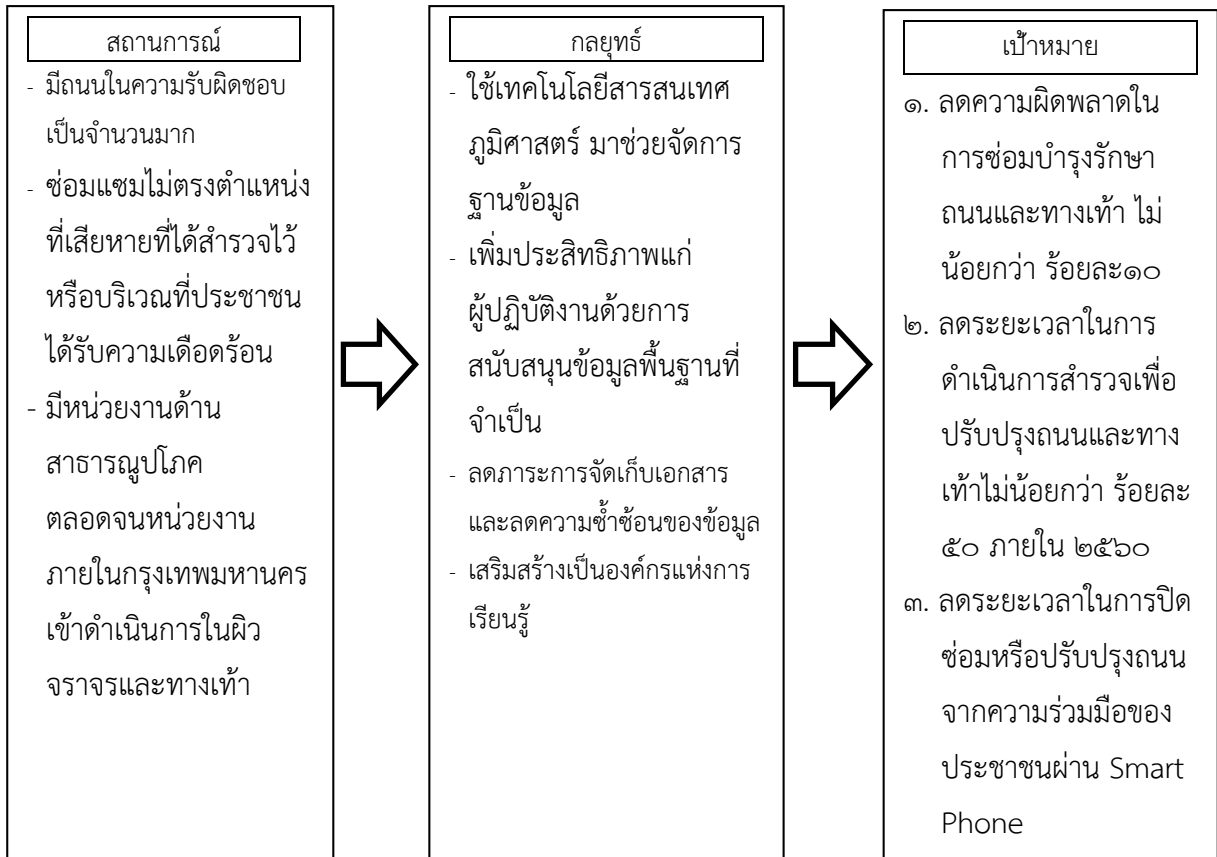 สถานการณ์
- มีถนนในความรับผิดชอบ
เป็นจำนวนมาก
- ซ่อมแซมไม่ตรงตำแหน่ง
ที่เสียหายที่ได้สำรวจไว้
หรือบริเวณที่ประชาชน
ได้รับความเดือดร้อน
- มีหน่วยงานด้าน
สาธารณูปโภค
ตลอดจนหน่วยงาน
ภายในกรุงเทพมหานคร
เข้าดำเนินการในผิว
จราจรและทางเท้า
กลยุทธ์
- ใช้เทคโนโลยีสารสนเทศ
ภูมิศาสตร์ มาช่วยจัดการ
ฐานข้อมูล
- เพิ่มประสิทธิภาพแก่
ผู้ปฏิบัติงานด้วยการ
สนับสนุนข้อมูลพื้นฐานที่
จำเป็น
- ลดภาระการจัดเก็บเอกสาร
และลดความซ้ำซ้อนของข้อมูล
- เสริมสร้างเป็นองค์กรแห่งการ
เรียนรู้
เป้าหมาย
๑. ลดความผิดพลาดใน
การซ่อมบำรุงรักษา
ถนนและทางเท้า ไม่
น้อยกว่า ร้อยละ๑๐
๒. ลดระยะเวลาในการ
ดำเนินการสำรวจเพื่อ
ปรับปรุงถนนและทาง
เท้าไม่น้อยกว่า ร้อยละ
๕๐ ภายใน ๒๕๖๐
๓. ลดระยะเวลาในการปิด
ซ่อมหรือปรับปรุงถนน
จากความร่วมมือของ
ประชาชนผ่าน Smart
Phone